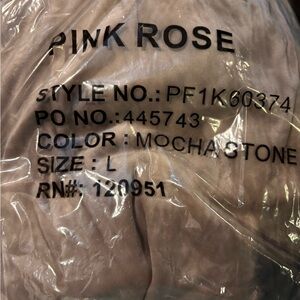 PINK ROSE
STYLE NO.: PF1K60374
PO NO.: 445743
COLOR : MOCHA STONE
SIZE : L
RN#: 120951